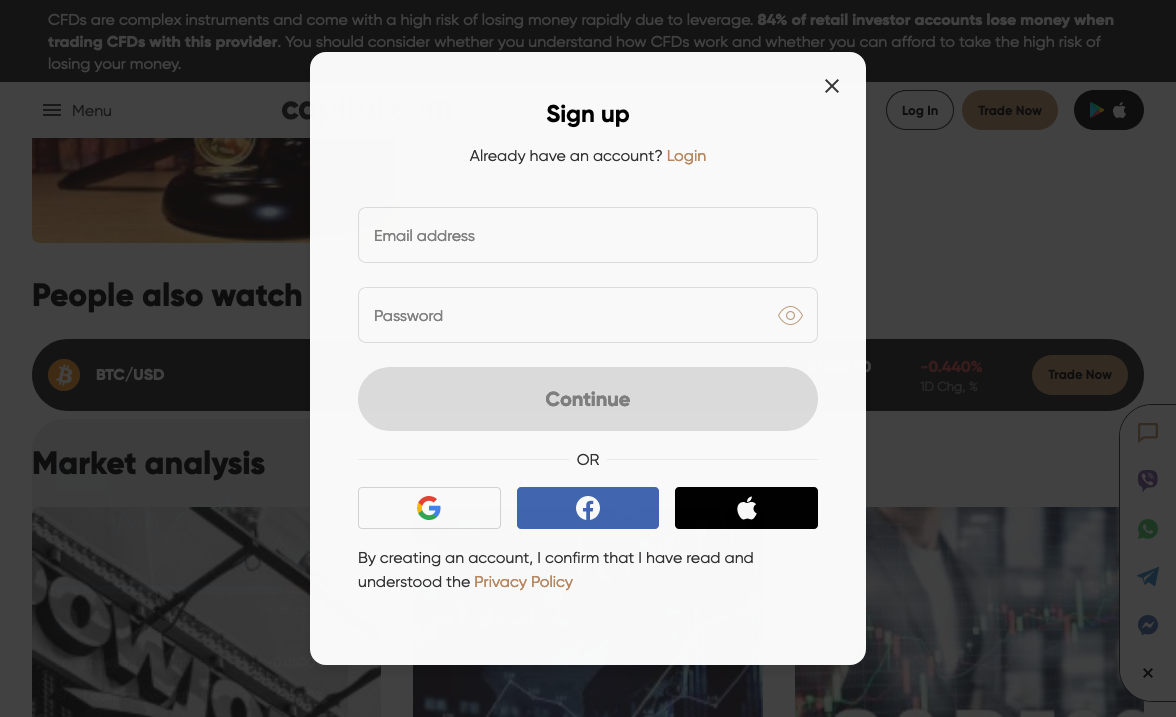 CFDs are complex instruments and come with a high risk of losing money rapidly due to leverage. 84% of retail investor accounts lose money when
trading CFDs with this provider. You should consider whether you understand how CFDs work and whether you can afford to take the high risk of
losing your money.
Menu
Log In
Trade Now
Sign up
Already have an account? Login
Email address
Password
Continue
OR
By creating an account, I confirm that I have read and
understood the Privacy Policy
People also watch
BTC/USD
-0.440%
1D Chg, %
Trade Now
Market analysis